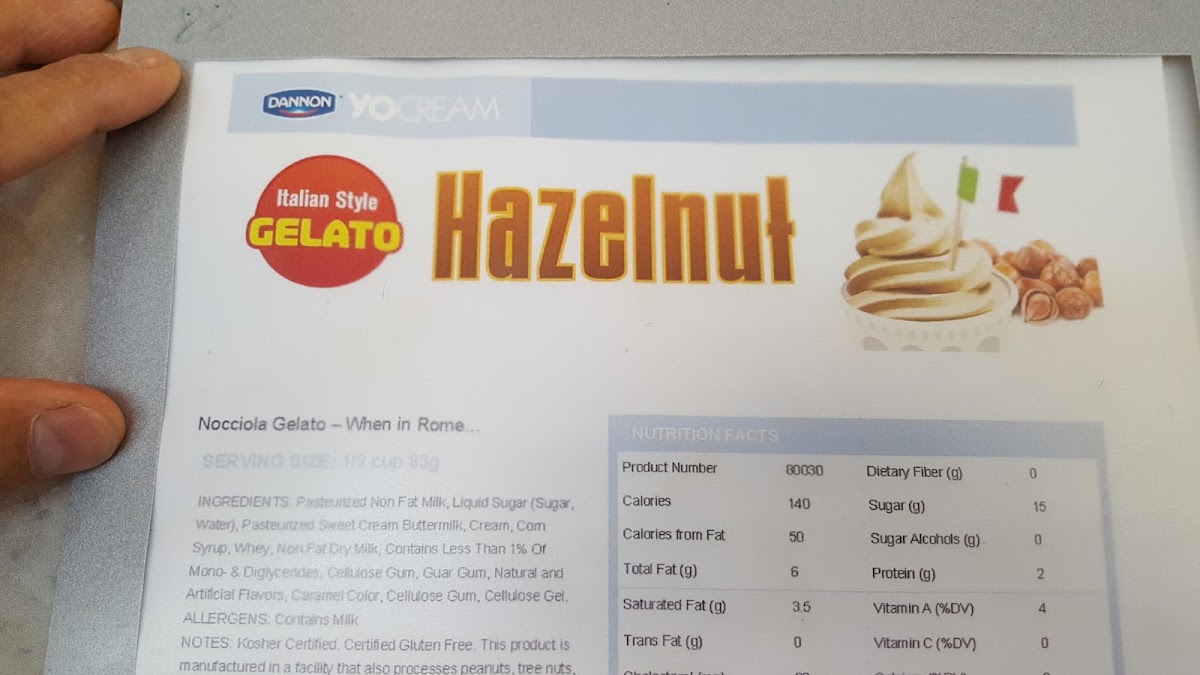 DANNON YOCREAM
Italian Style
GELATO
Hazelnut
Nocciola Gelato – When in Rome...
SERVING SIZE: 1/2 cup 83g
INGREDIENTS: Pasteurized Non Fat Milk, Liquid Sugar (Sugar,
Water), Pasteurized Sweet Cream Buttermilk, Cream, Corn
Syrup, Whey, Non Fat Dry Milk, Contains Less Than 1% Of
Mono- & Diglycerides, Cellulose Gum, Guar Gum, Natural and
Artificial Flavors, Caramel Color, Cellulose Gum, Cellulose Gel.
ALLERGENS: Contains Milk
NOTES: Kosher Certified. Certified Gluten Free. This product is
manufactured in a facility that also processes peanuts, tree nuts,
NUTRITION FACTS
Product Number 80030 Dietary Fiber (g) 0
Calories 140 Sugar (g) 15
Calories from Fat 50 Sugar Alcohols (g) 0
Total Fat (g) 6 Protein (g) 2
Saturated Fat (g) 3.5 Vitamin A (%DV) 4
Trans Fat (g) 0 Vitamin C (%DV) 0